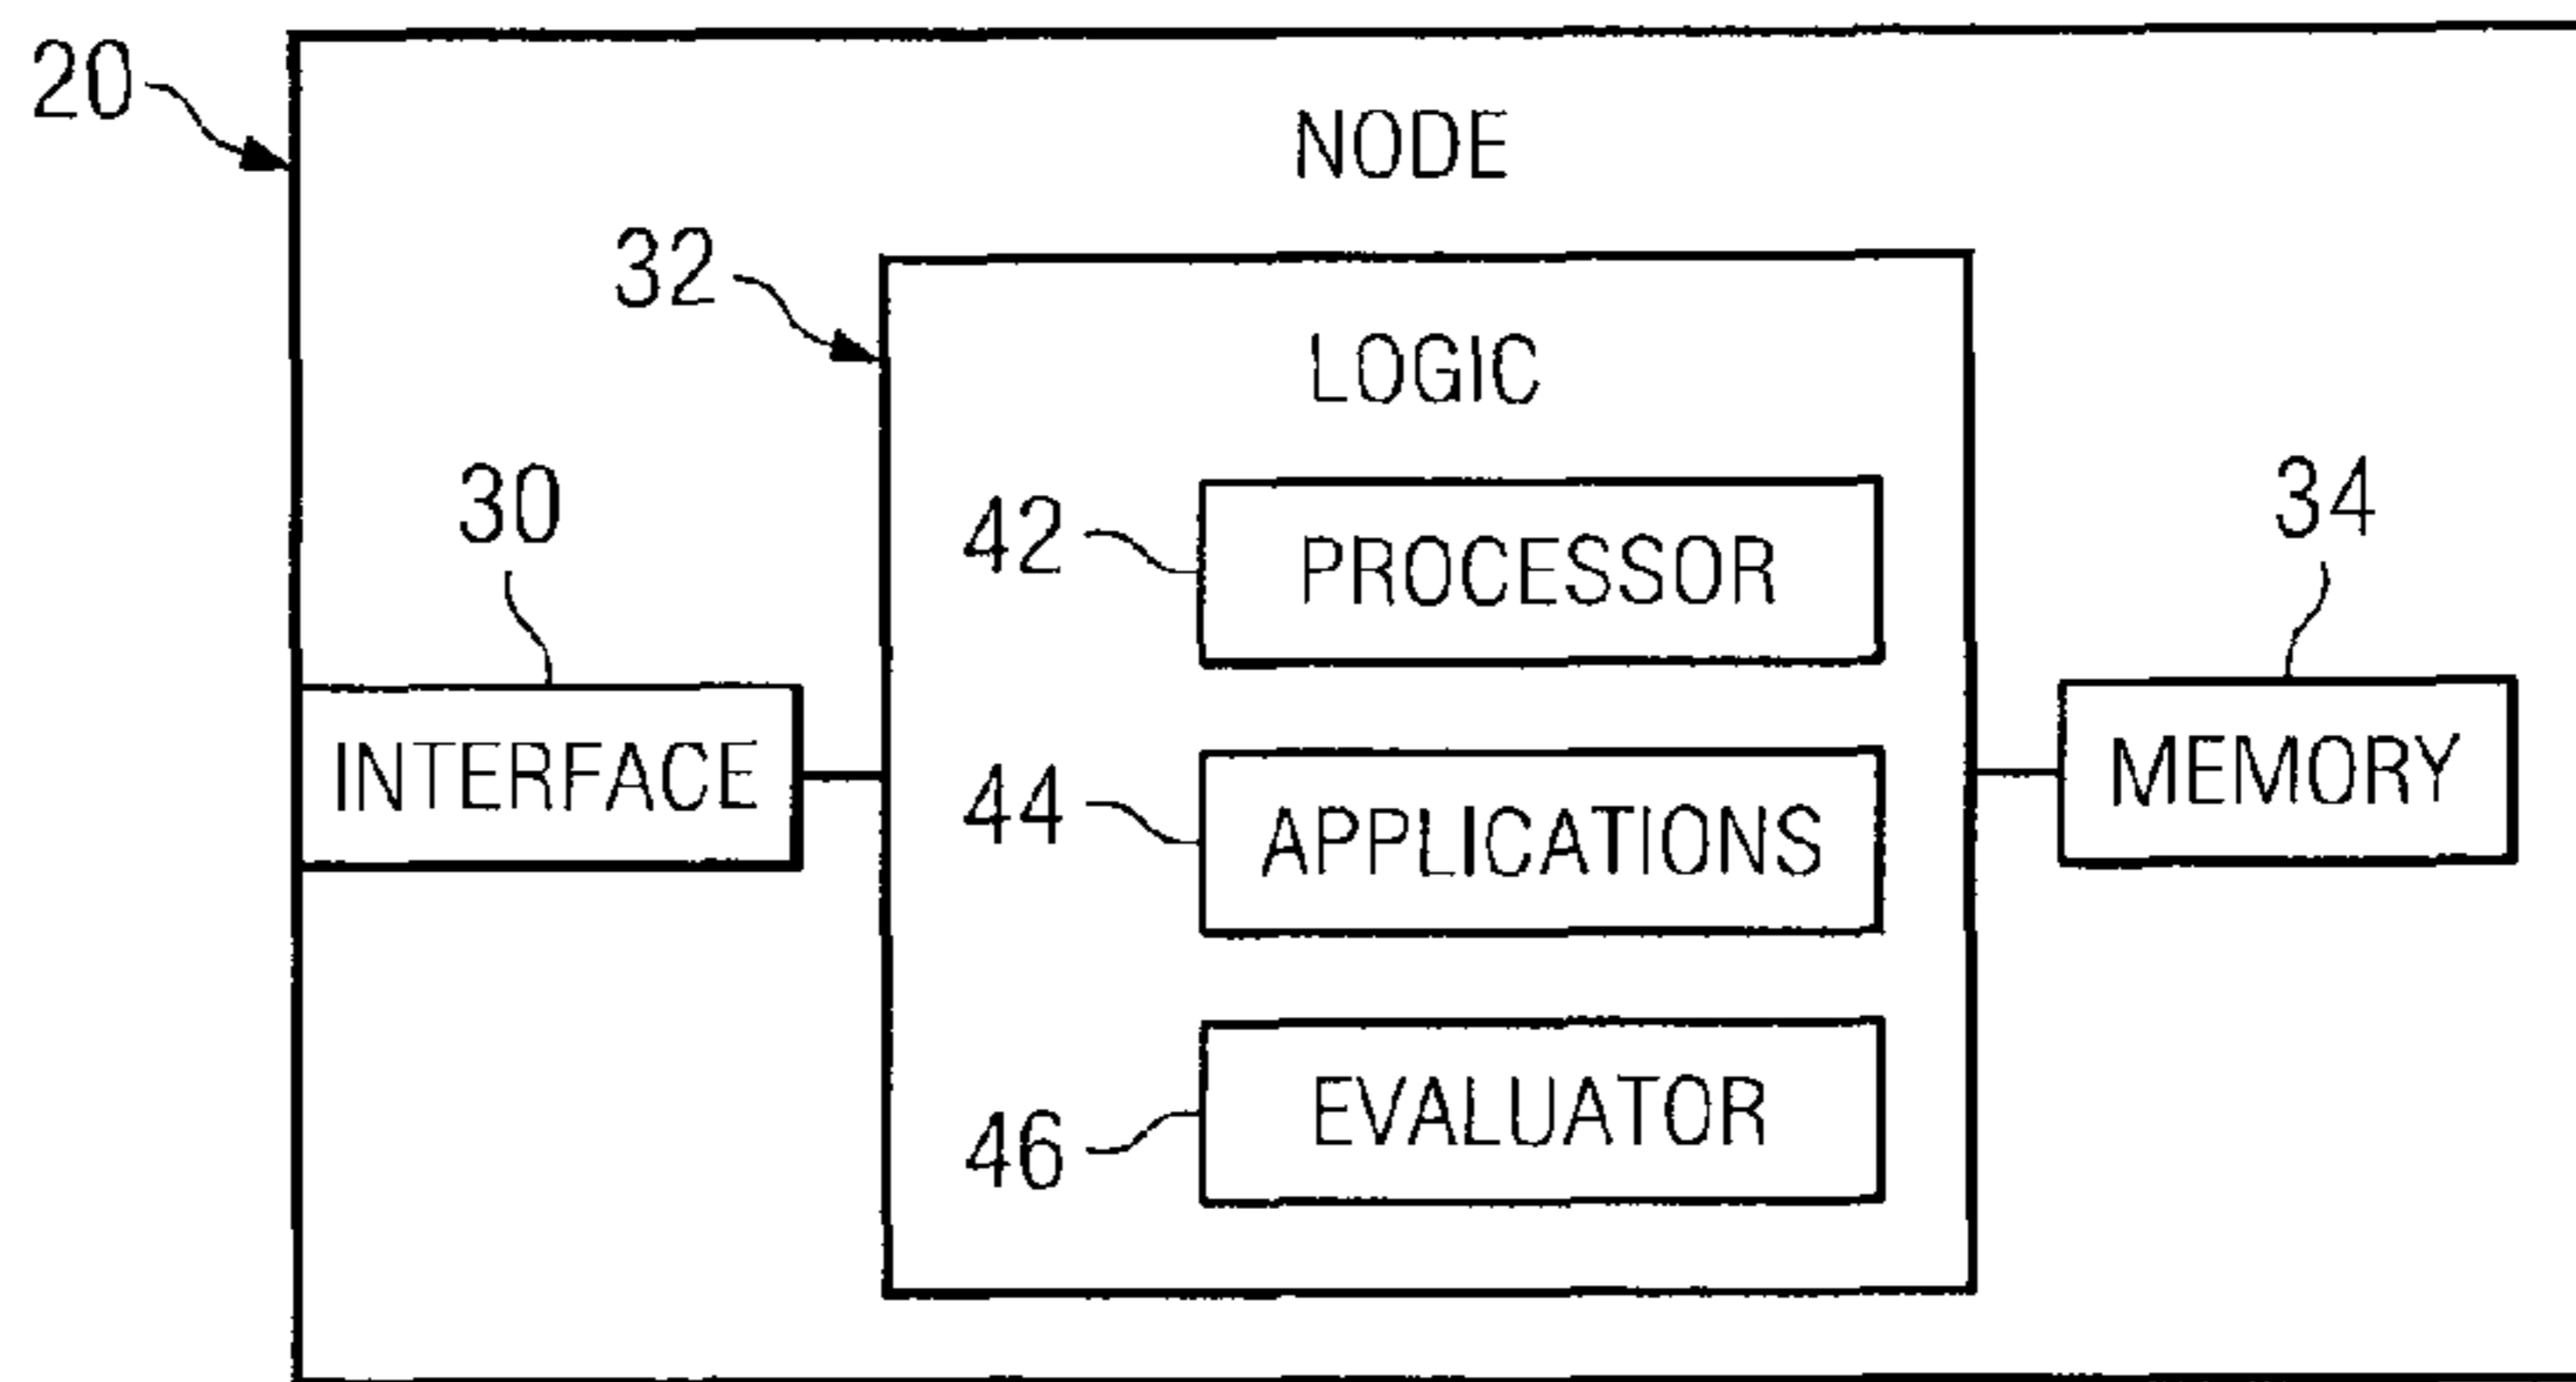 20
NODE
32
LOGIC
30
42
PROCESSOR
34
INTERFACE
44
APPLICATIONS
MEMORY
46
EVALUATOR